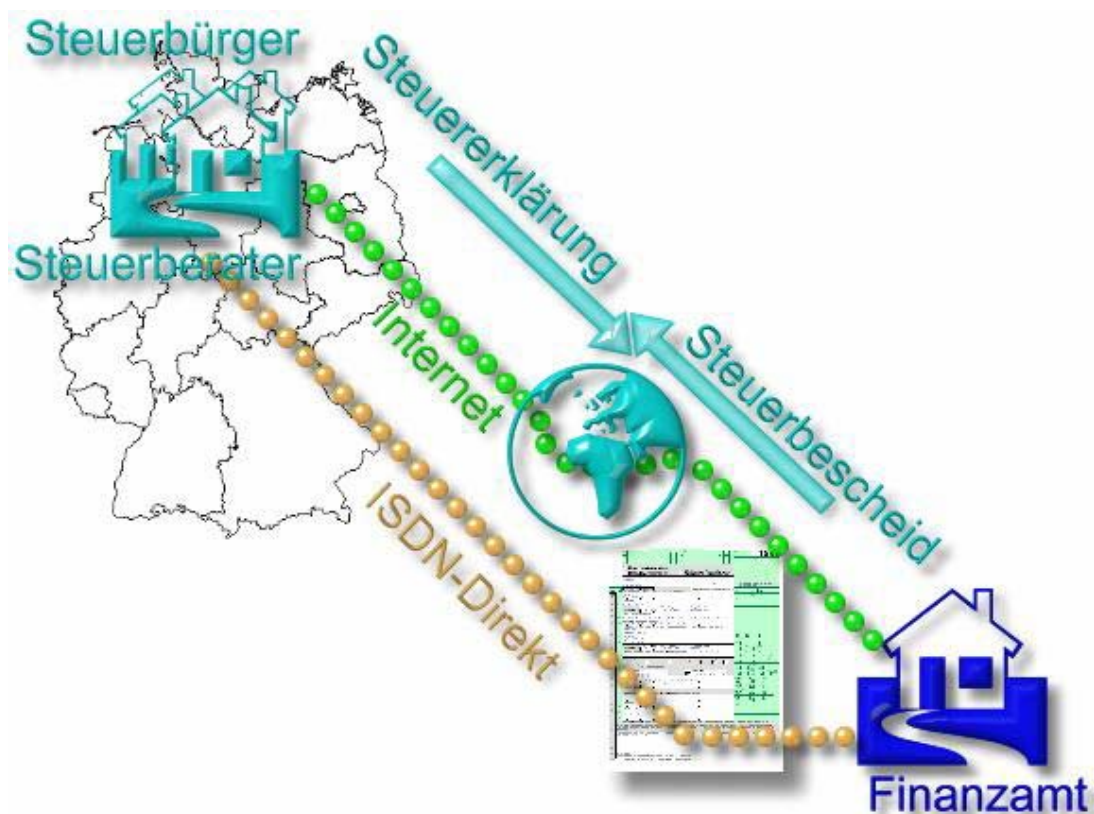 Steuerbürger
Steuerberater
Steuererklärung
Steuerbescheid
Internet
ISDN-Direkt
Finanzamt